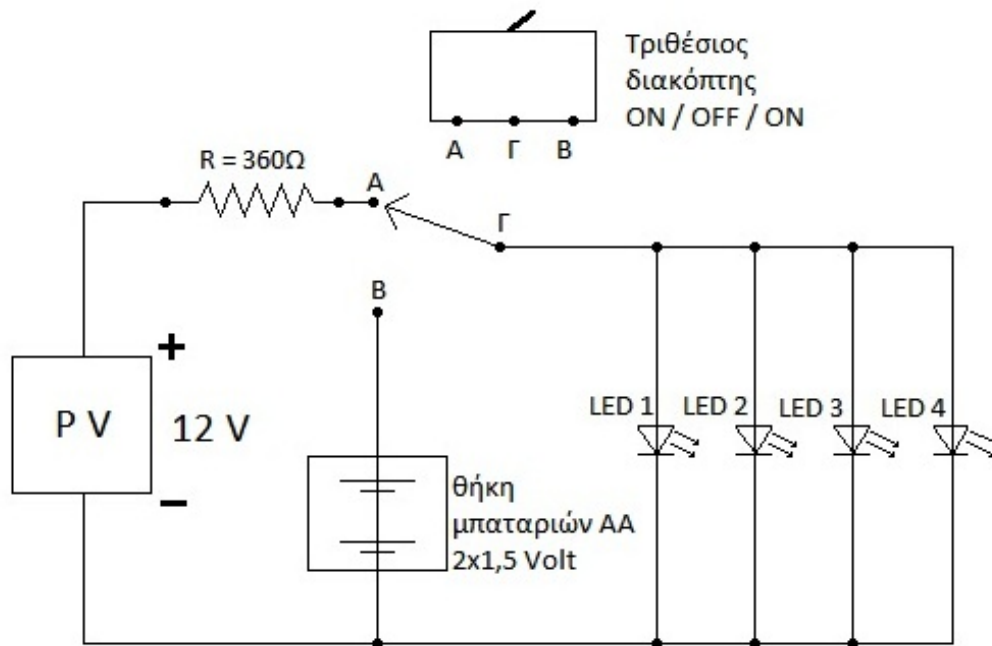 Τριθέσιος
διακόπτης
ON / OFF / ON
Α Γ Β
R = 360Ω
Α
Γ
Β
+
P V
12 V
−
LED 1 LED 2 LED 3 LED 4
θήκη
μπαταριών ΑΑ
2x1,5 Volt